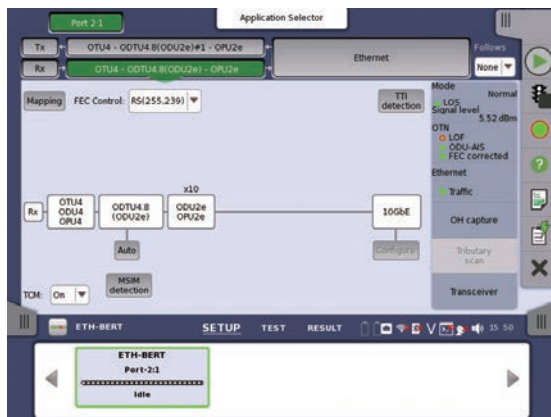 Port 2:1
Application Selector
Tx
OTU4 - ODTU4.8(ODU2e)#1 - OPU2e
Ethernet
Follows
Rx
OTU4 - ODTU4.8(ODU2e) - OPU2e
None
Mapping
FEC Control:
RS(255.239)
TTI detection
Mode
Normal
LOS
Signal level
5.52 dBm
OTN
LOF
ODU-AIS
FEC corrected
Ethernet
Traffic
x10
Rx
OTU4
ODU4
OPU4
ODTU4.8
(ODU2e)
ODU2e
OPU2e
10GbE
OH capture
Auto
Configure
Tributary
scan
MSIM
detection
TCM:
On
Transceiver
ETH-BERT
SETUP
TEST
RESULT
15 50
ETH-BERT
Port-2:1
Idle